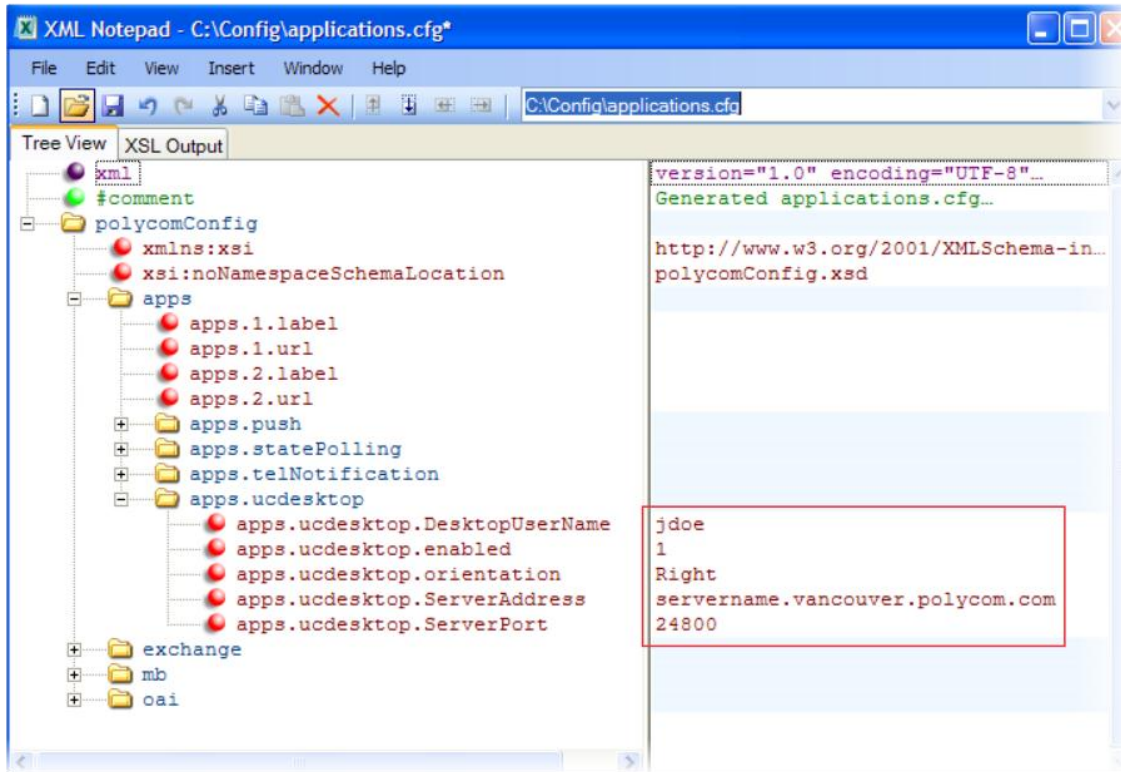 XML Notepad - C:\Config\applications.cfg*
File Edit View Insert Window Help
C:\Config\applications.cfg
Tree View XSL Output
xml version="1.0" encoding="UTF-8"…
#comment Generated applications.cfg…
polycomConfig
xmlns:xsi http://www.w3.org/2001/XMLSchema-in…
xsi:noNamespaceSchemaLocation polycomConfig.xsd
apps
apps.1.label
apps.1.url
apps.2.label
apps.2.url
apps.push
apps.statePolling
apps.telNotification
apps.ucdesktop
apps.ucdesktop.DesktopUserName jdoe
apps.ucdesktop.enabled 1
apps.ucdesktop.orientation Right
apps.ucdesktop.ServerAddress servername.vancouver.polycom.com
apps.ucdesktop.ServerPort 24800
exchange
mb
oai